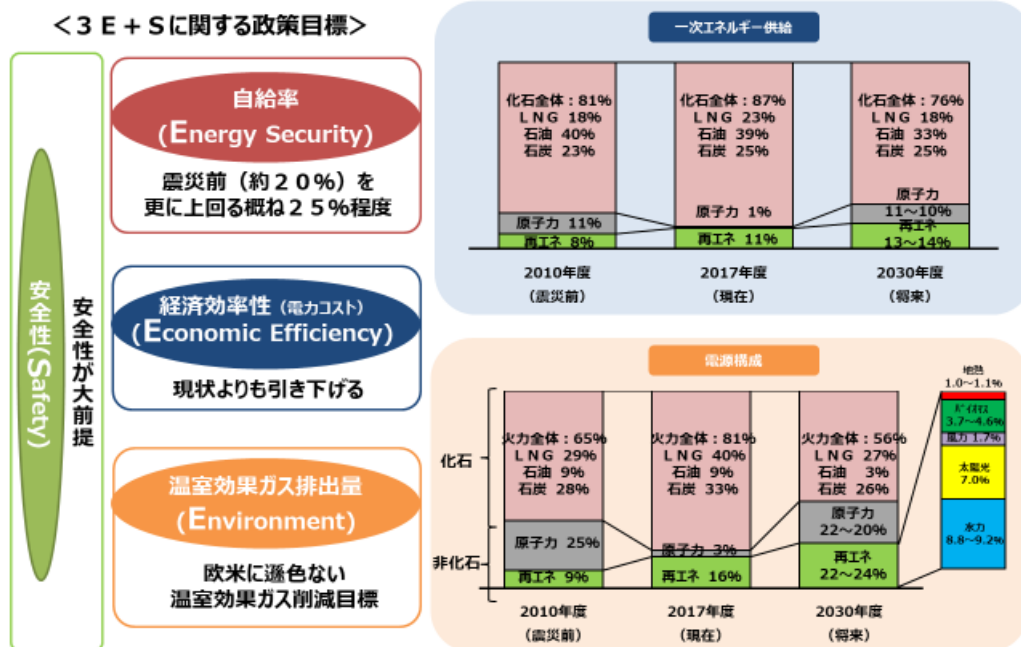 <3E+Sに関する政策目標>
安全性(Safety)
安全性が大前提
自給率
(Energy Security)
震災前（約20％）を
更に上回る概ね25％程度
経済効率性（電力コスト）
(Economic Efficiency)
現状よりも引き下げる
温室効果ガス排出量
(Environment)
欧米に遜色ない
温室効果ガス削減目標
一次エネルギー供給
化石全体：81%
LNG 18%
石油 40%
石炭 23%
原子力 11%
再エネ 8%
2010年度
（震災前）
化石全体：87%
LNG 23%
石油 39%
石炭 25%
原子力 1%
再エネ 11%
2017年度
（現在）
化石全体：76%
LNG 18%
石油 33%
石炭 25%
原子力
11～10%
再エネ
13～14%
2030年度
（将来）
電源構成
化石
非化石
火力全体：65%
LNG 29%
石油 9%
石炭 28%
原子力 25%
再エネ 9%
2010年度
（震災前）
火力全体：81%
LNG 40%
石油 9%
石炭 33%
原子力 3%
再エネ 16%
2017年度
（現在）
火力全体：56%
LNG 27%
石油 3%
石炭 26%
原子力
22～20%
再エネ
22～24%
2030年度
（将来）
地熱
1.0～1.1%
バイオマス
3.7～4.6%
風力 1.7%
太陽光
7.0%
水力
8.8～9.2%